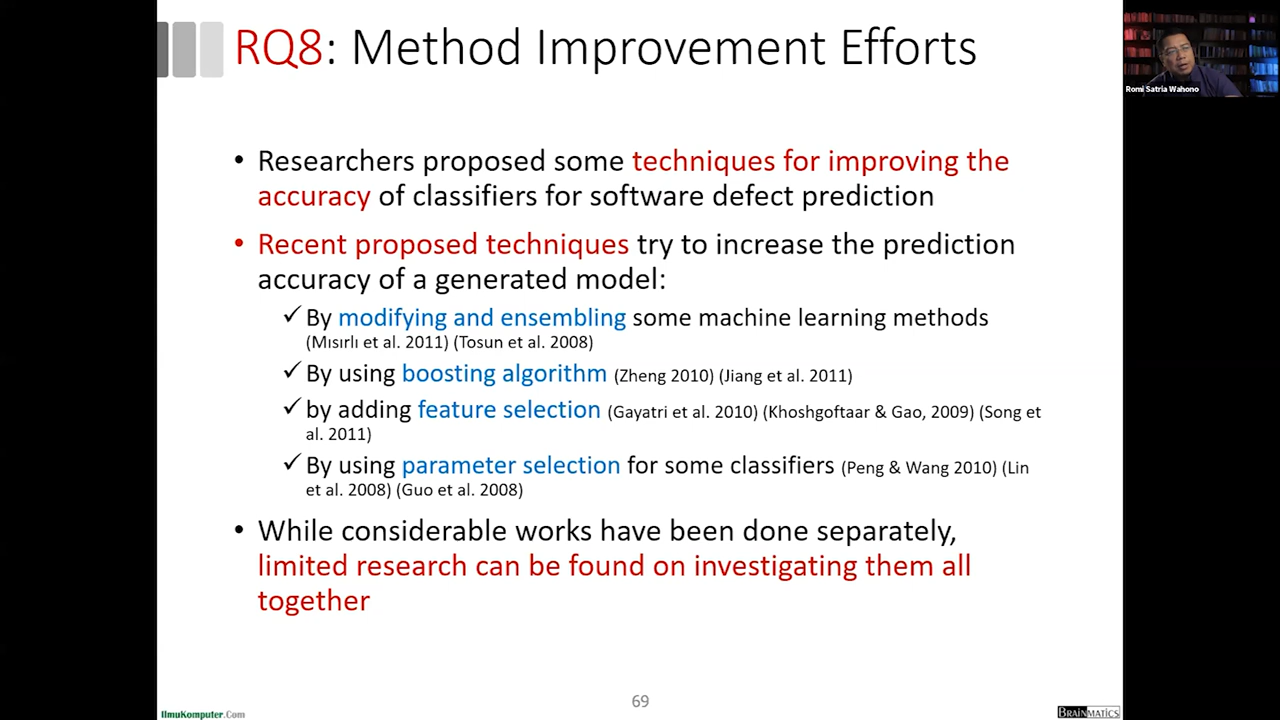 RQ8: Method Improvement Efforts
Romi Satria Wahono
• Researchers proposed some techniques for improving the
accuracy of classifiers for software defect prediction
• Recent proposed techniques try to increase the prediction
accuracy of a generated model:
✓ By modifying and ensembling some machine learning methods
(Mısırlı et al. 2011) (Tosun et al. 2008)
✓ By using boosting algorithm (Zheng 2010) (Jiang et al. 2011)
✓ by adding feature selection (Gayatri et al. 2010) (Khoshgoftaar & Gao, 2009) (Song et
al. 2011)
✓ By using parameter selection for some classifiers (Peng & Wang 2010) (Lin
et al. 2008) (Guo et al. 2008)
• While considerable works have been done separately,
limited research can be found on investigating them all
together
69
IlmuKomputer.Com
BRAINMATICS